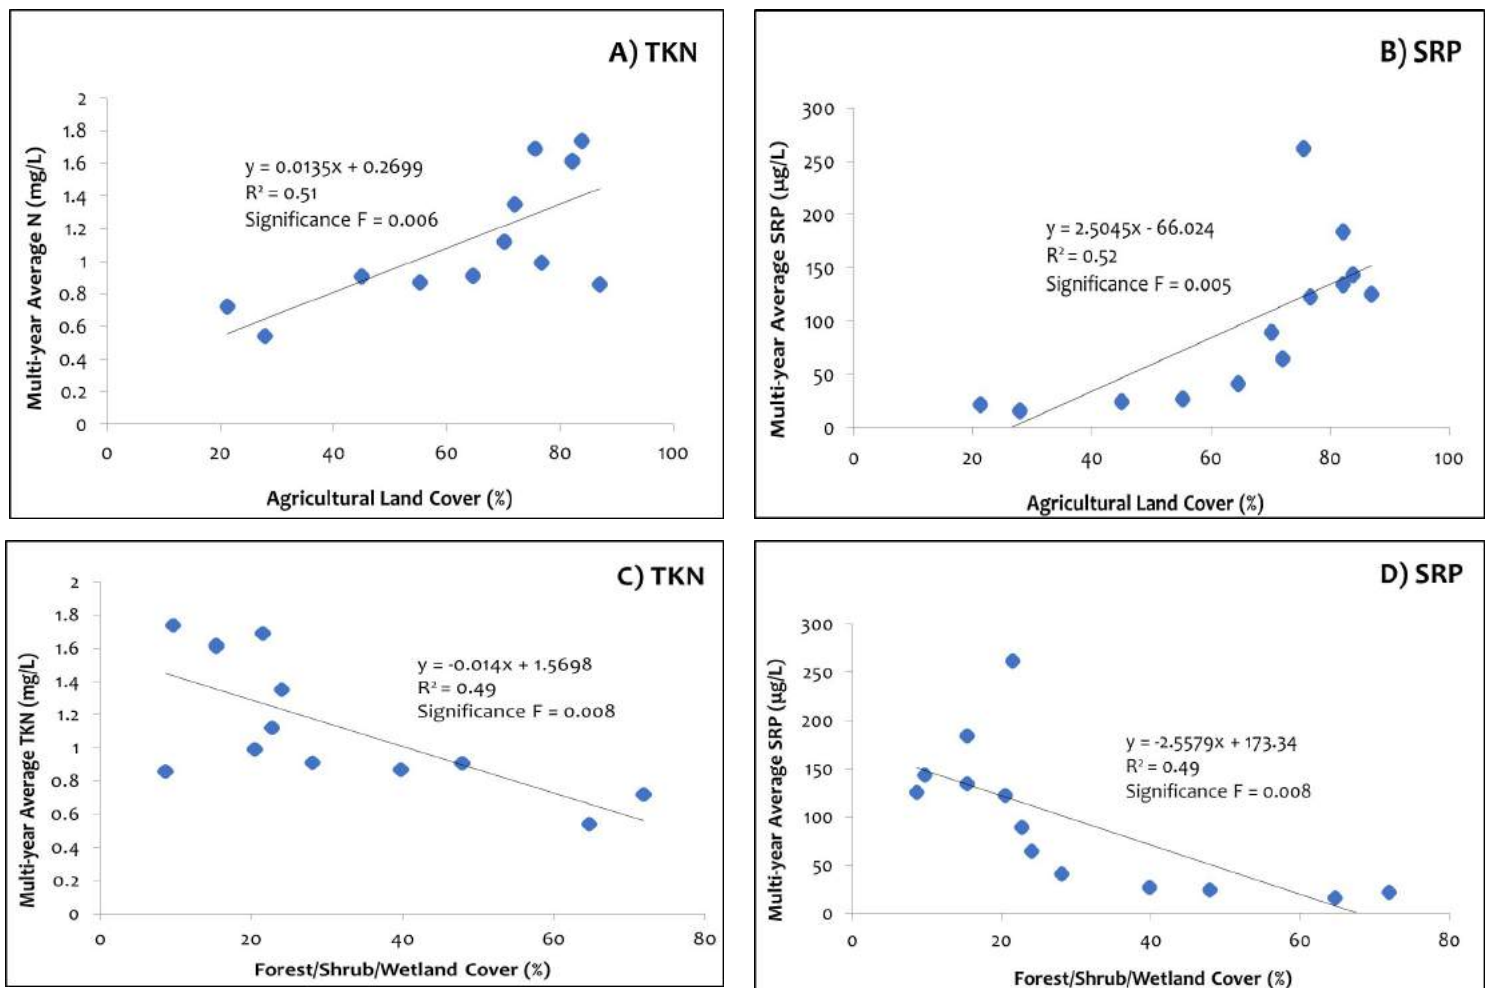 A) TKN
Multi-year Average N (mg/L)
2
1.8
1.6
1.4
1.2
1
0.8
0.6
0.4
0.2
0
y = 0.0135x + 0.2699
R² = 0.51
Significance F = 0.006
0 20 40 60 80 100
Agricultural Land Cover (%)
B) SRP
Multi-year Average SRP (µg/L)
300
250
200
150
100
50
0
y = 2.5045x - 66.024
R² = 0.52
Significance F = 0.005
0 20 40 60 80 100
Agricultural Land Cover (%)
C) TKN
Multi-year Average TKN (mg/L)
2
1.8
1.6
1.4
1.2
1
0.8
0.6
0.4
0.2
0
y = -0.014x + 1.5698
R² = 0.49
Significance F = 0.008
0 20 40 60 80
Forest/Shrub/Wetland Cover (%)
D) SRP
Multi-year Average SRP (µg/L)
300
250
200
150
100
50
0
y = -2.5579x + 173.34
R² = 0.49
Significance F = 0.008
0 20 40 60 80
Forest/Shrub/Wetland Cover (%)